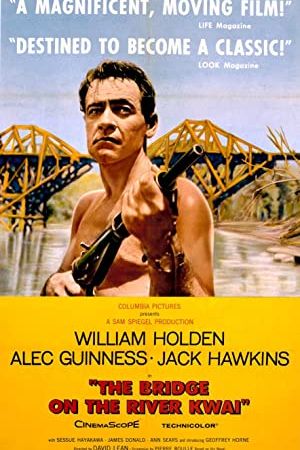 "A MAGNIFICENT, MOVING FILM!"
LIFE Magazine
"DESTINED TO BECOME A CLASSIC!"
LOOK Magazine
COLUMBIA PICTURES
presents
A SAM SPIEGEL PRODUCTION
WILLIAM HOLDEN
ALEC GUINNESS · JACK HAWKINS
in
"THE BRIDGE
ON THE RIVER KWAI"
CINEMASCOPE TECHNICOLOR
with SESSUE HAYAKAWA · JAMES DONALD · ANN SEARS and introducing GEOFFREY HORNE
Directed by DAVID LEAN